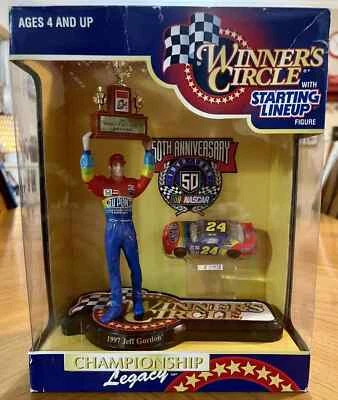 AGES 4 AND UP
WINNER'S
CIRCLE
WITH
STARTING
LINEUP
FIGURE
50TH ANNIVERSARY
50
NASCAR
DUPONT
24
24
WINNER'S
CIRCLE
1997 Jeff Gordon
CHAMPIONSHIP
Legacy